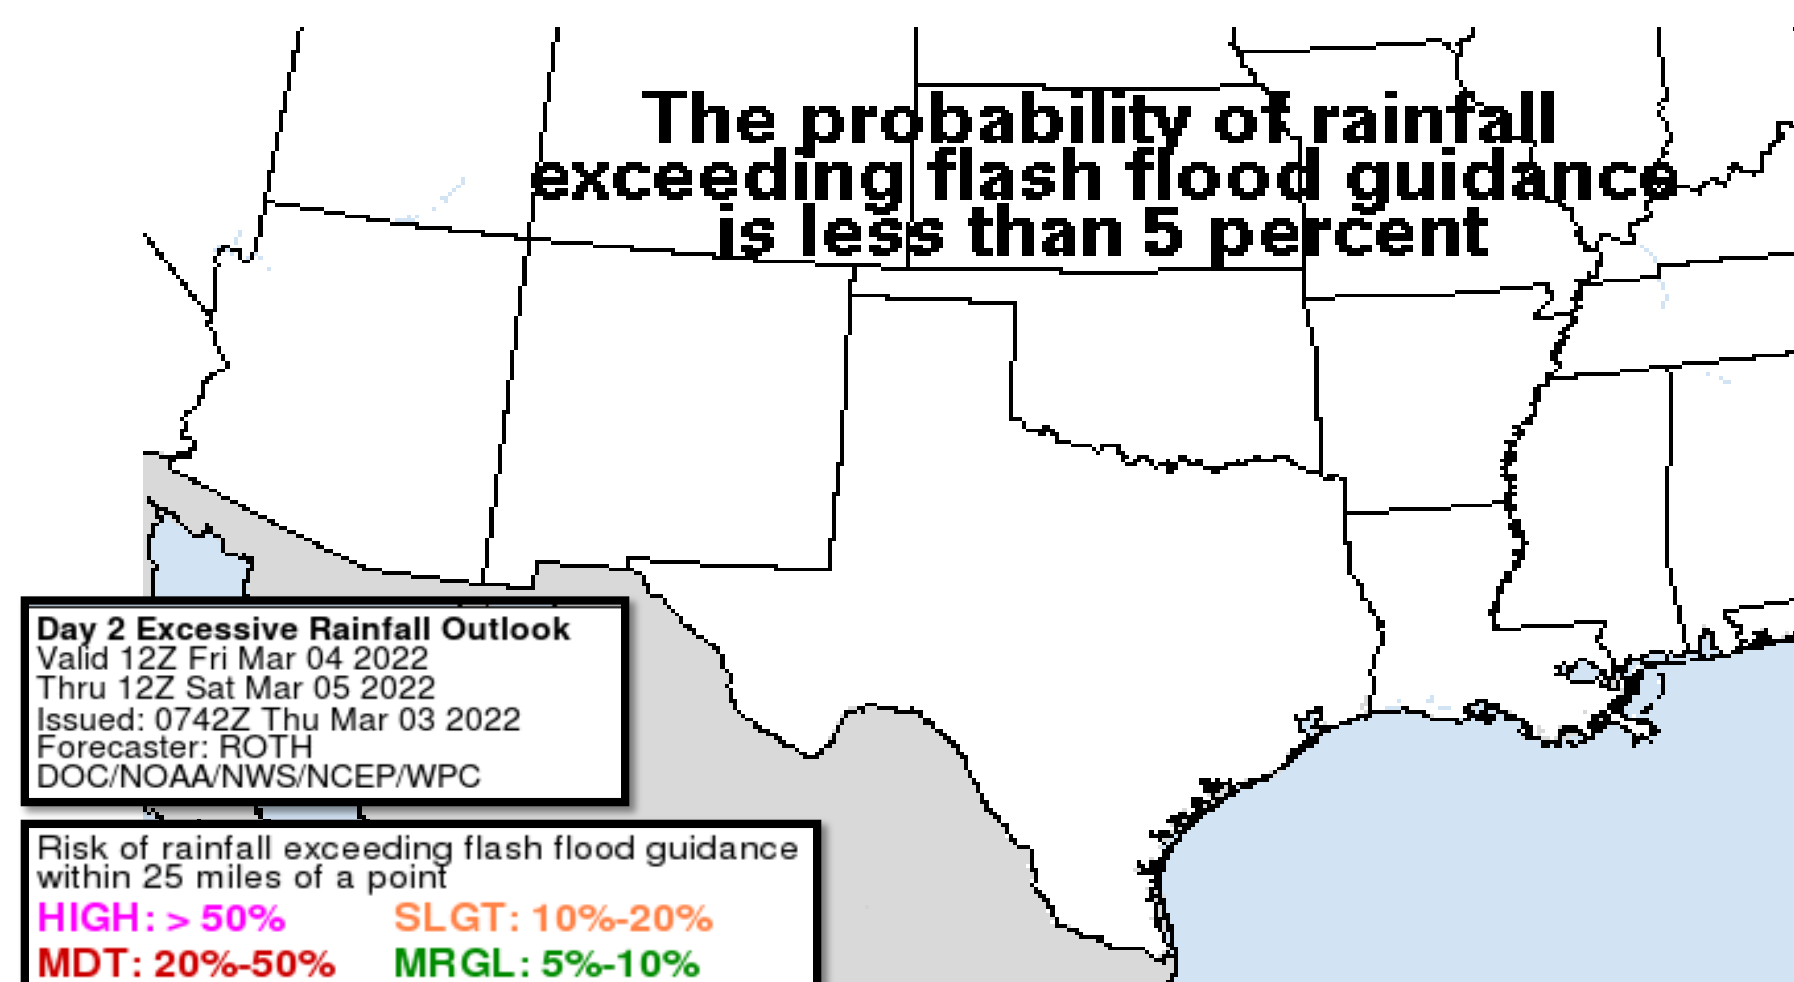 The probability of rainfall
exceeding flash flood guidance
is less than 5 percent
Day 2 Excessive Rainfall Outlook
Valid 12Z Fri Mar 04 2022
Thru 12Z Sat Mar 05 2022
Issued: 0742Z Thu Mar 03 2022
Forecaster: ROTH
DOC/NOAA/NWS/NCEP/WPC
Risk of rainfall exceeding flash flood guidance
within 25 miles of a point
HIGH: > 50% SLGT: 10%-20%
MDT: 20%-50% MRGL: 5%-10%